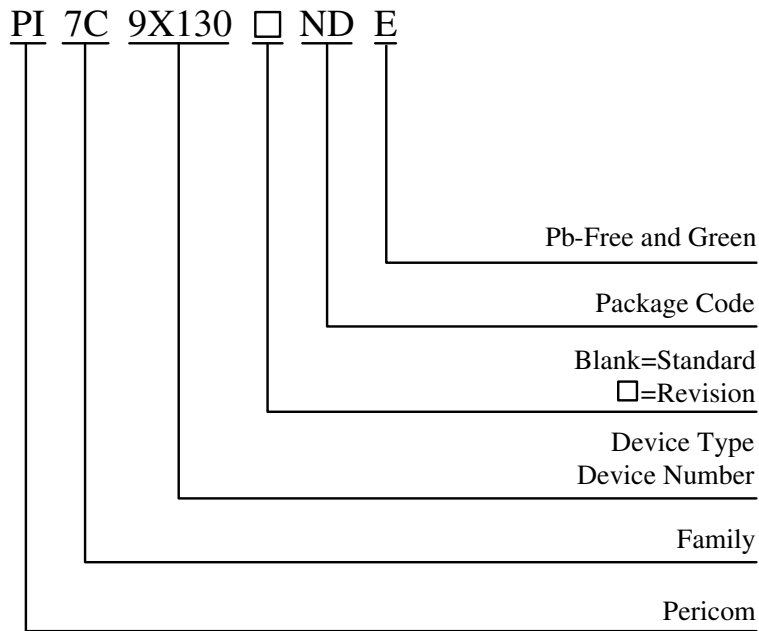 PI 7C 9X130 □ ND E
Pb-Free and Green
Package Code
Blank=Standard
□=Revision
Device Type
Device Number
Family
Pericom